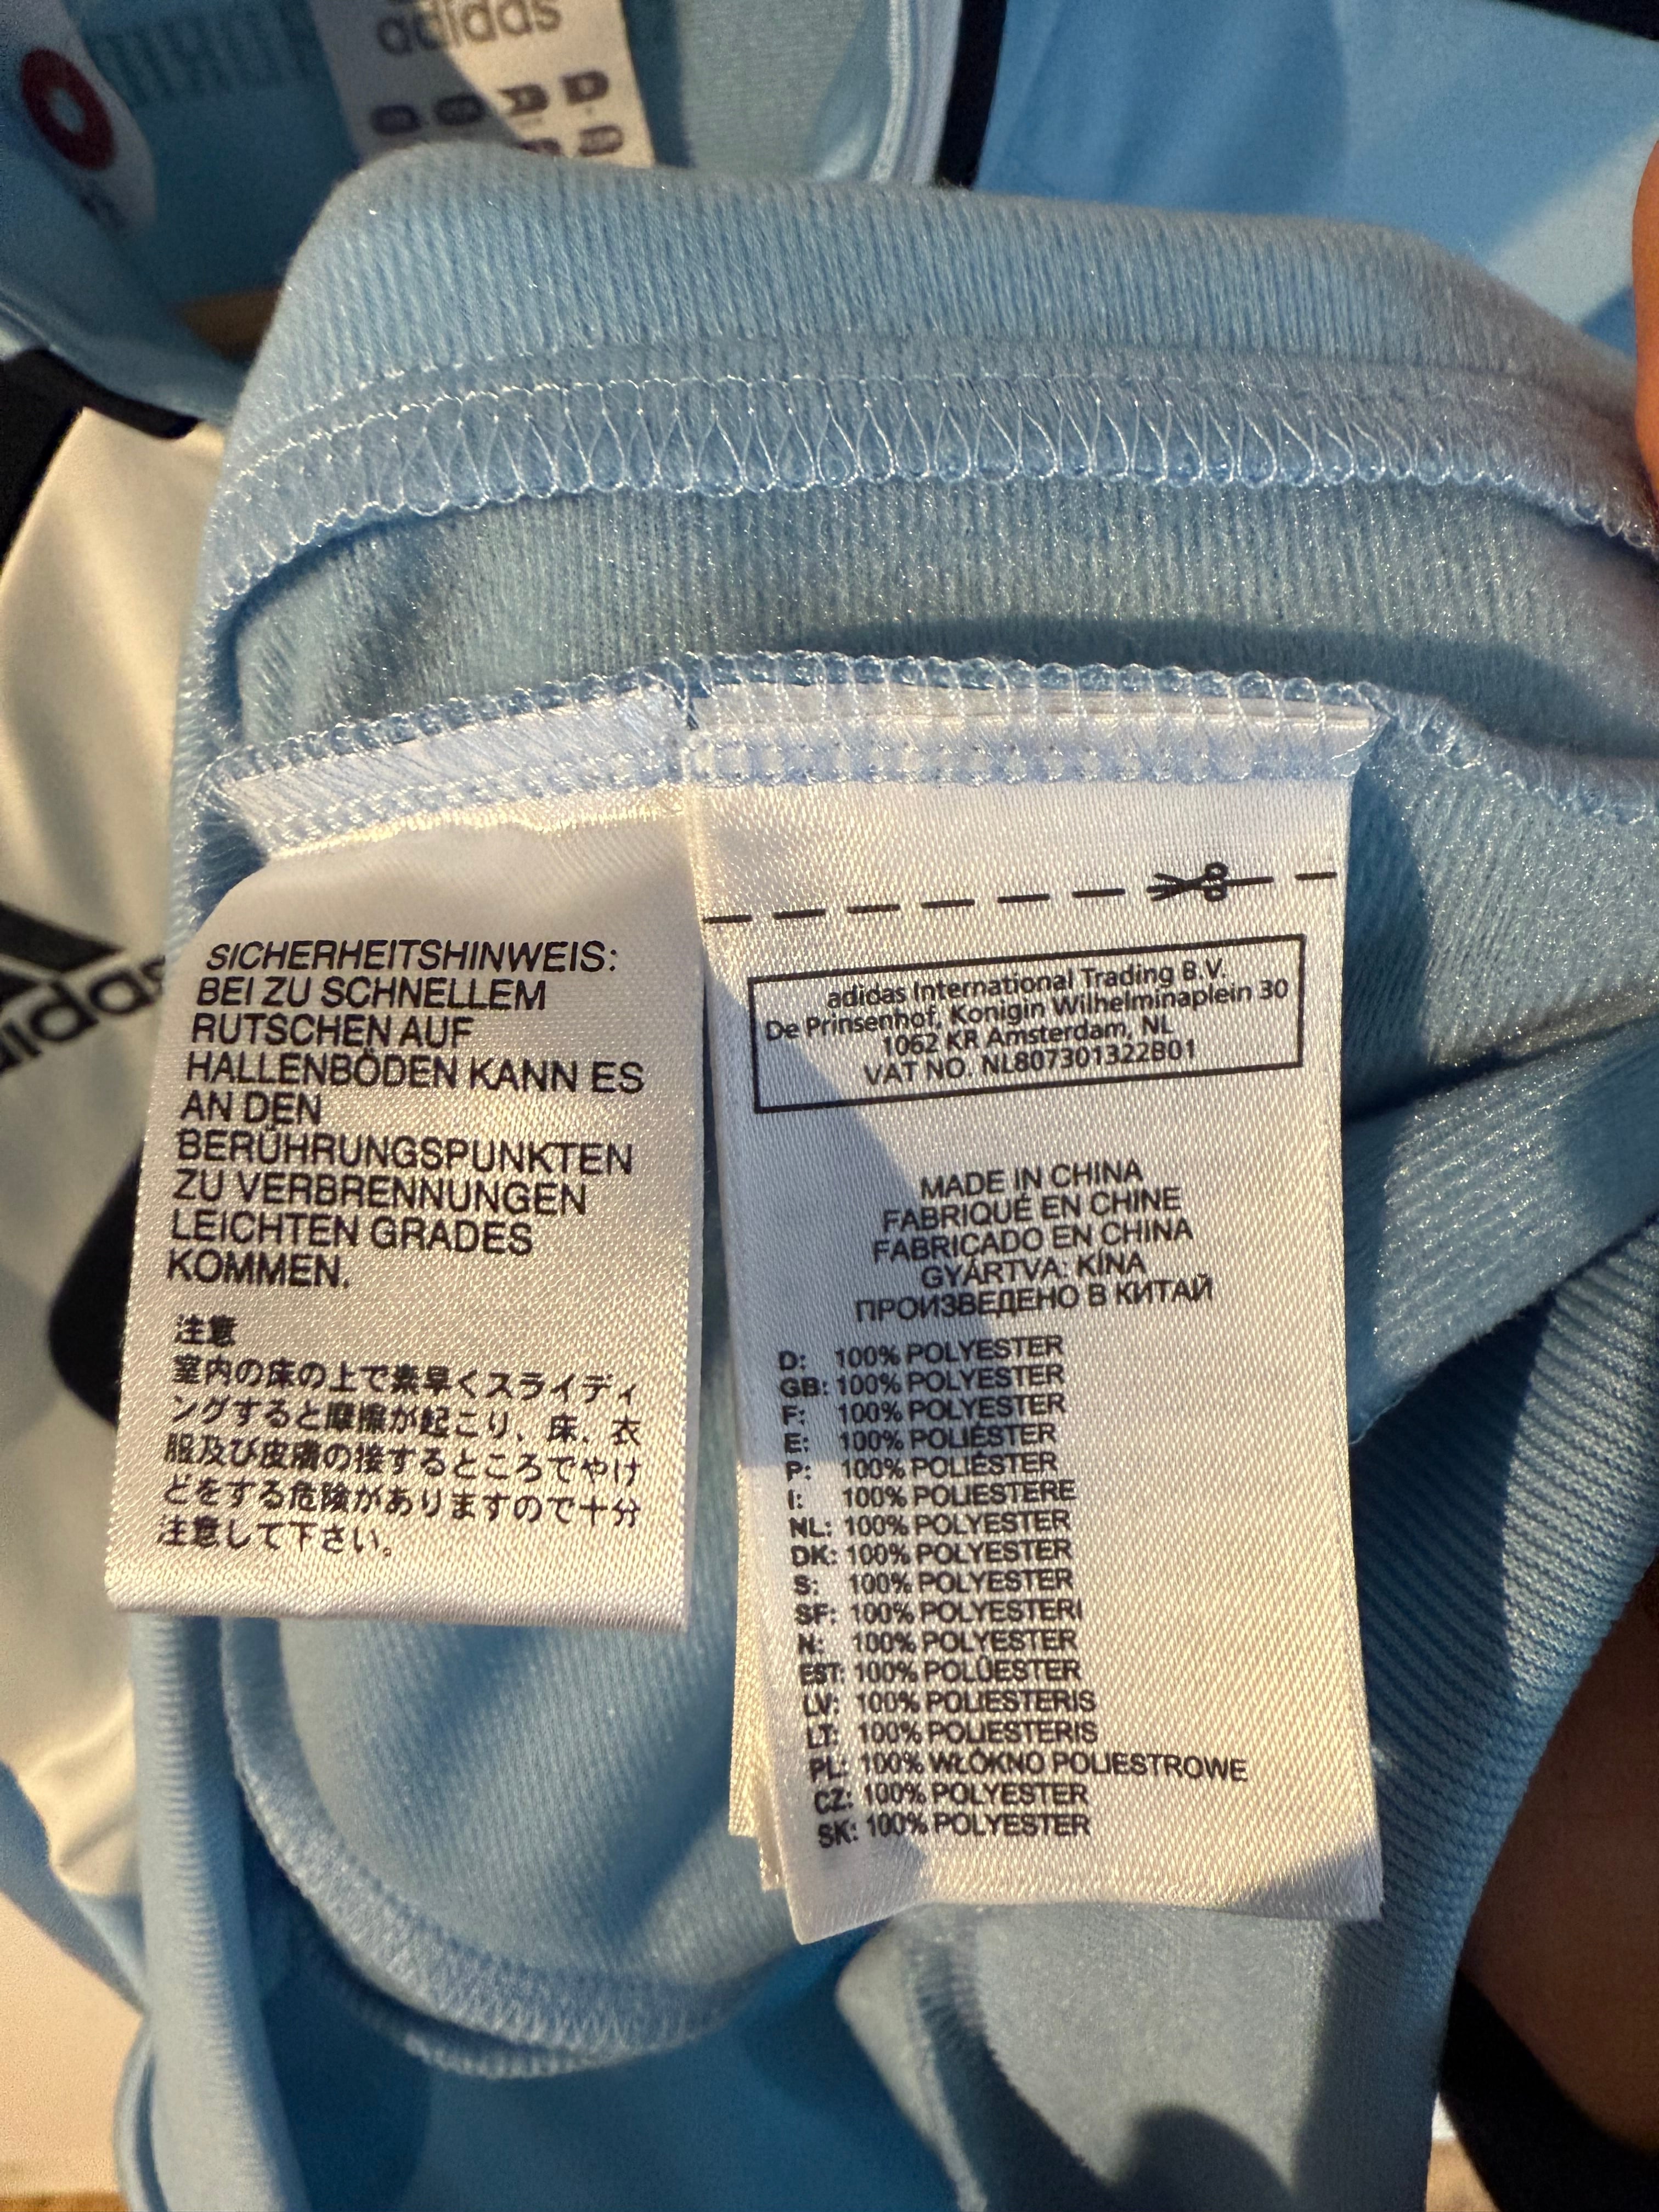 adidas
adidas
SICHERHEITSHINWEIS:
BEI ZU SCHNELLEM
RUTSCHEN AUF
HALLENBÖDEN KANN ES
AN DEN
BERÜHRUNGSPUNKTEN
ZU VERBRENNUNGEN
LEICHTEN GRADES
KOMMEN.
注意
室内の床の上で素早くスライディ
ングすると摩擦が起こり、床、衣
服及び皮膚の接するところでやけ
どをする危険がありますので十分
注意して下さい。
adidas International Trading B.V.
De Prinsenhof, Konigin Wilhelminaplein 30
1062 KR Amsterdam, NL
VAT NO. NL807301322B01
MADE IN CHINA
FABRIQUÉ EN CHINE
FABRICADO EN CHINA
GYÁRTVA: KÍNA
ПРОИЗВЕДЕНО В КИТАЙ
D: 100% POLYESTER
GB: 100% POLYESTER
F: 100% POLYESTER
E: 100% POLIÉSTER
P: 100% POLIÉSTER
I: 100% POLIESTERE
NL: 100% POLYESTER
DK: 100% POLYESTER
S: 100% POLYESTER
SF: 100% POLYESTERI
N: 100% POLYESTER
EST: 100% POLÜESTER
LV: 100% POLIESTERIS
LT: 100% POLIESTERIS
PL: 100% WŁÓKNO POLIESTROWE
CZ: 100% POLYESTER
SK: 100% POLYESTER